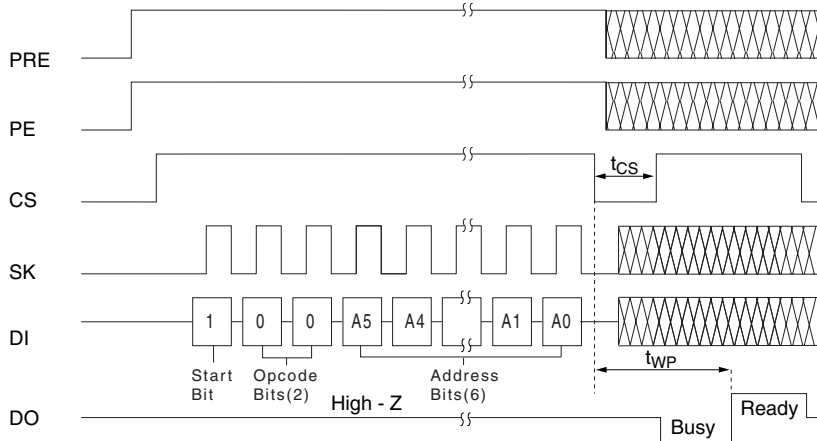 PRE
PE
CS
tCS
SK
DI
1 0 0 A5 A4 A1 A0
Start Bit
Opcode Bits(2)
Address Bits(6)
tWP
DO
High - Z
Busy
Ready